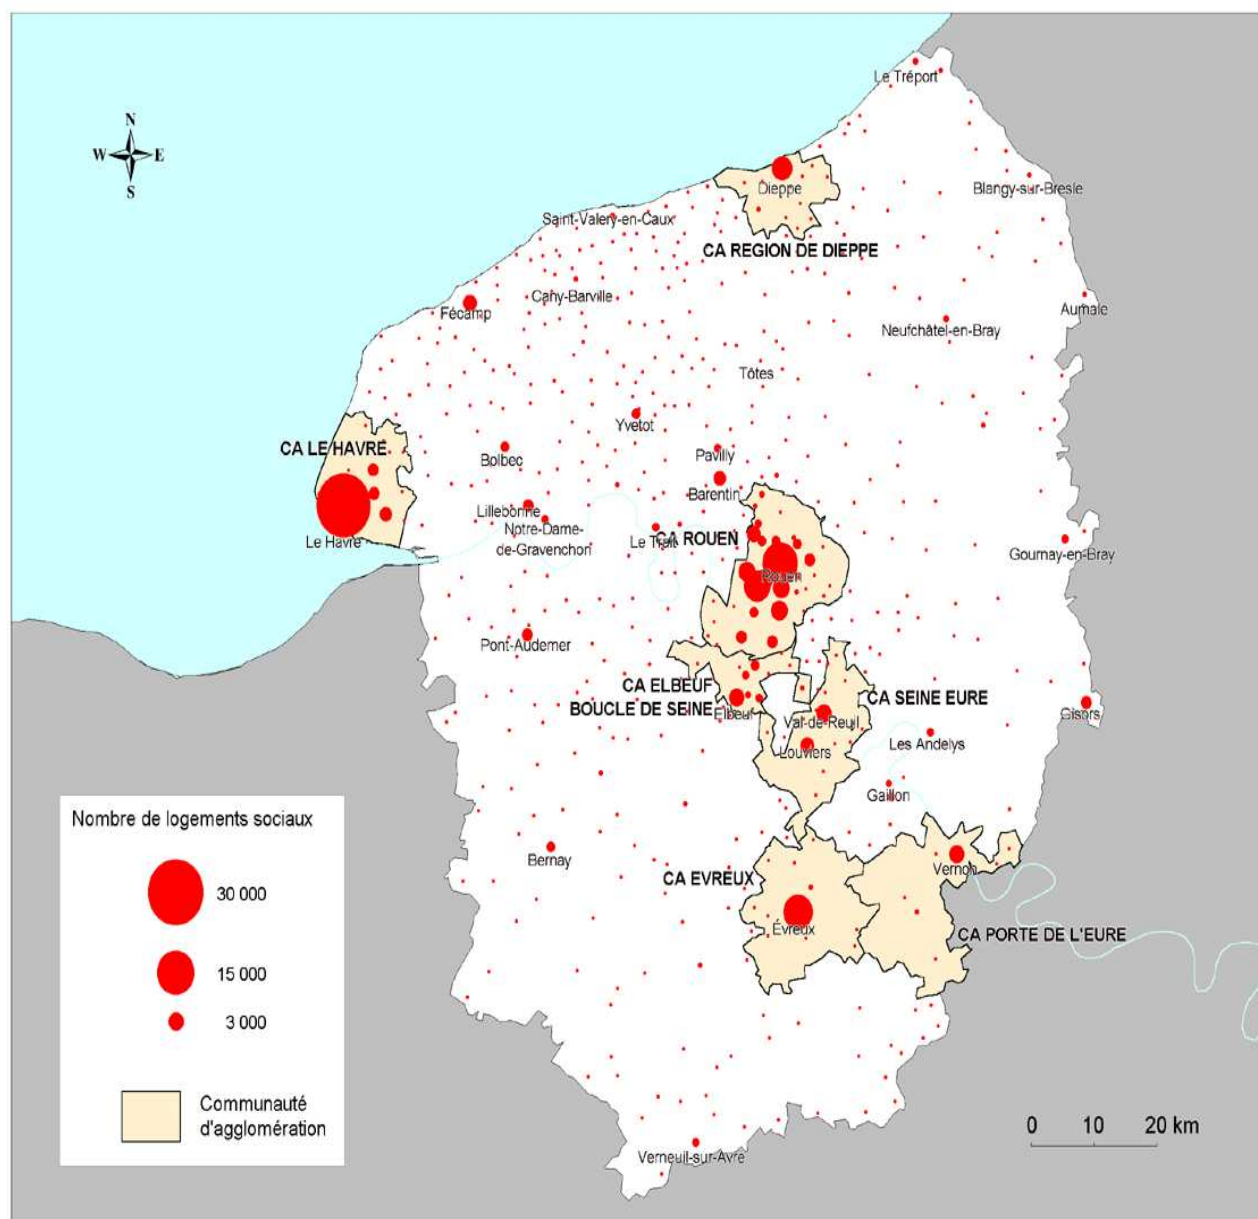 N
W E
S
Le Tréport
Dieppe
Blangy-sur-Bresle
Saint-Valery-en-Caux
CA REGION DE DIEPPE
Cany-Barville
Aumale
Fécamp
Neufchâtel-en-Bray
Tôtes
Yvetot
CA LE HAVRE
Bolbec
Pavilly
Barentin
Lillebonne
Notre-Dame-
de-Gravenchon
Le Trait
CA ROUEN
Le Havre
Gournay-en-Bray
Rouen
Pont-Audemer
CA ELBEUF
BOUCLE DE SEINE
Elbeuf
CA SEINE EURE
Val-de-Reuil
Gisors
Louviers
Les Andelys
Gaillon
Nombre de logements sociaux
30 000
15 000
3 000
Communauté
d'agglomération
Bernay
CA EVREUX
Vernon
Évreux
CA PORTE DE L'EURE
0 10 20 km
Verneuil-sur-Avre